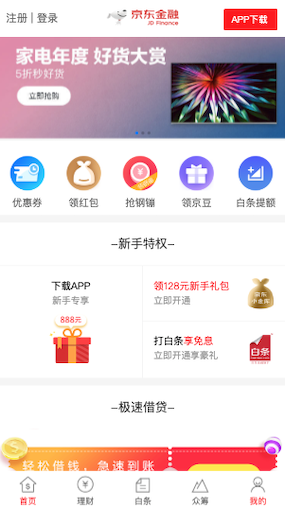 注册 | 登录
京东金融
JD Finance
APP下载
家电年度 好货大赏
5折秒好货
立即抢购
优惠券
领红包
抢钢镚
领京豆
白条提额
–新手特权–
下载APP
新手专享
888元
领128元新手礼包
立即开通
京东
小金库
打白条享免息
立即开通享豪礼
白条
–极速借贷–
轻松借钱，急速到账
首页
理财
白条
众筹
我的